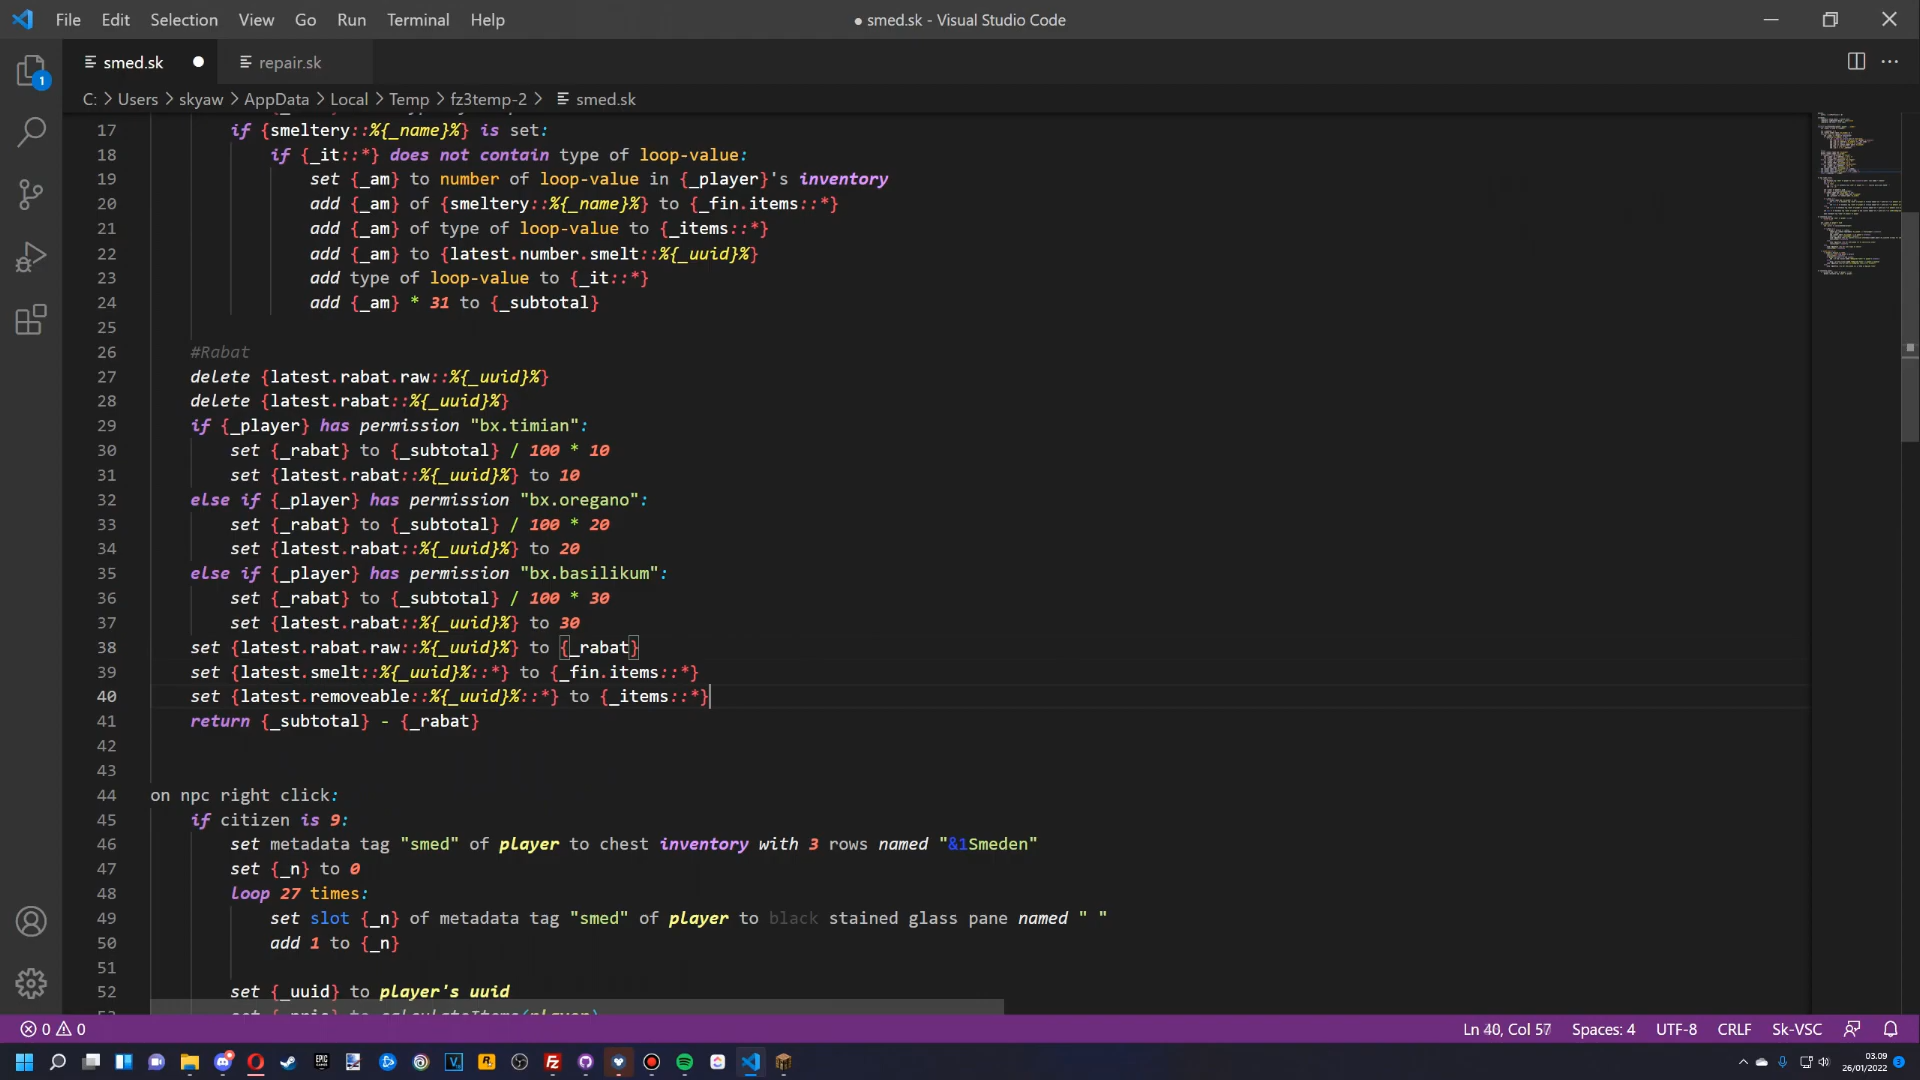 File Edit Selection View Go Run Terminal Help
● smed.sk - Visual Studio Code
smed.sk ●
repair.sk
1
C: > Users > skyaw > AppData > Local > Temp > fz3temp-2 > smed.sk
17 if {smeltery::%{_name}%} is set:
18 if {_it::*} does not contain type of loop-value:
19 set {_am} to number of loop-value in {_player}'s inventory
20 add {_am} of {smeltery::%{_name}%} to {_fin.items::*}
21 add {_am} of type of loop-value to {_items::*}
22 add {_am} to {latest.number.smelt::%{_uuid}%}
23 add type of loop-value to {_it::*}
24 add {_am} * 31 to {_subtotal}
25
26 #Rabat
27 delete {latest.rabat.raw::%{_uuid}%}
28 delete {latest.rabat::%{_uuid}%}
29 if {_player} has permission "bx.timian":
30 set {_rabat} to {_subtotal} / 100 * 10
31 set {latest.rabat::%{_uuid}%} to 10
32 else if {_player} has permission "bx.oregano":
33 set {_rabat} to {_subtotal} / 100 * 20
34 set {latest.rabat::%{_uuid}%} to 20
35 else if {_player} has permission "bx.basilikum":
36 set {_rabat} to {_subtotal} / 100 * 30
37 set {latest.rabat::%{_uuid}%} to 30
38 set {latest.rabat.raw::%{_uuid}%} to {_rabat}
39 set {latest.smelt::%{_uuid}%::*} to {_fin.items::*}
40 set {latest.removeable::%{_uuid}%::*} to {_items::*}
41 return {_subtotal} - {_rabat}
42
43
44 on npc right click:
45 if citizen is 9:
46 set metadata tag "smed" of player to chest inventory with 3 rows named "&1Smeden"
47 set {_n} to 0
48 loop 27 times:
49 set slot {_n} of metadata tag "smed" of player to black stained glass pane named " "
50 add 1 to {_n}
51
52 set {_uuid} to player's uuid
0 0
Ln 40, Col 57 Spaces: 4 UTF-8 CRLF Sk-VSC
03.09
26/01/2022
3